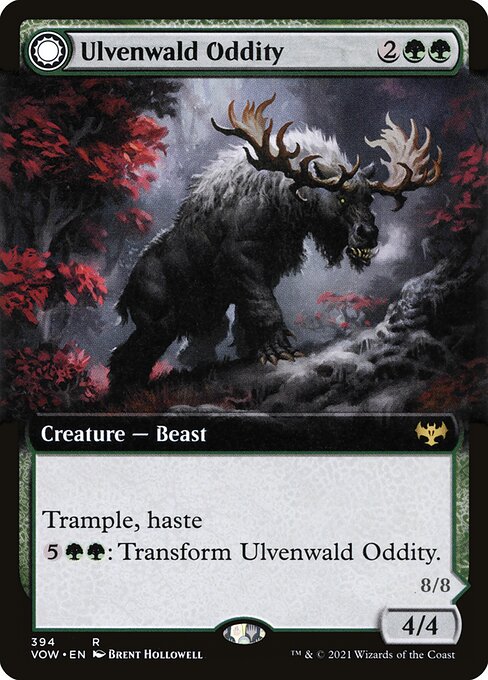 Ulvenwald Oddity 2
Creature — Beast
Trample, haste
5: Transform Ulvenwald Oddity.
8/8
4/4
394 R
VOW • EN Brent Hollowell
™ & © 2021 Wizards of the Coast